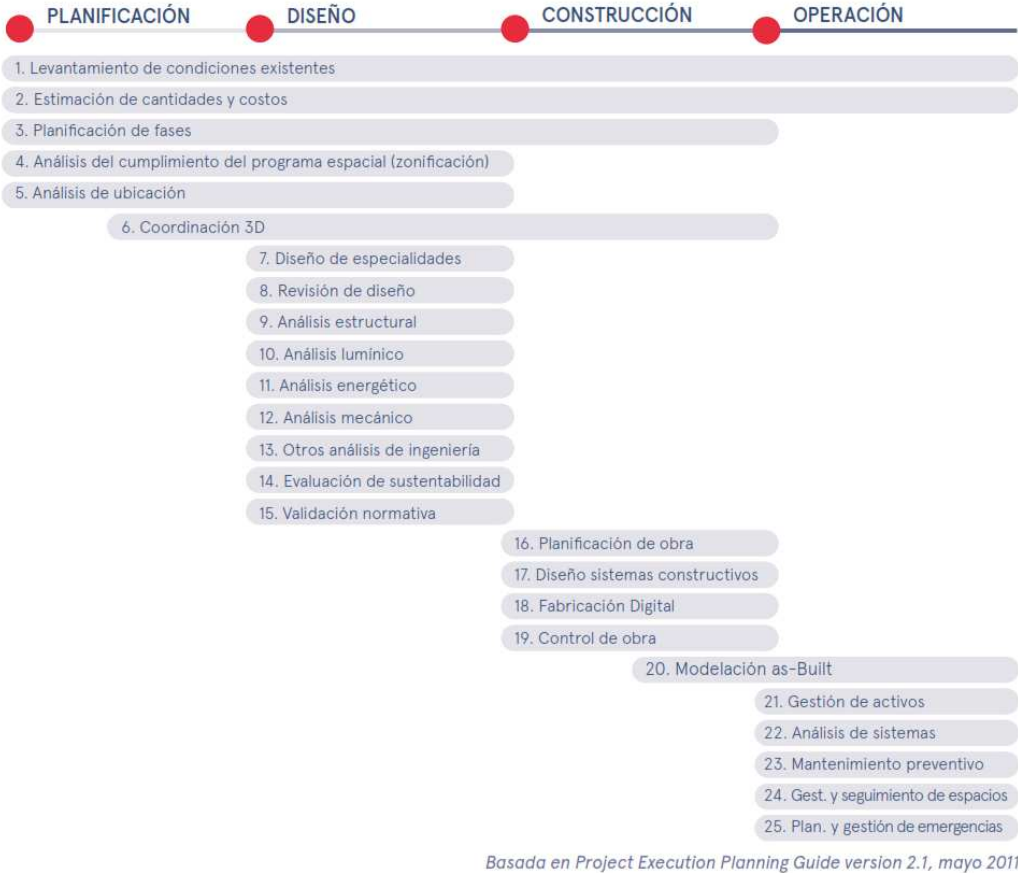 PLANIFICACIÓN DISEÑO CONSTRUCCIÓN OPERACIÓN
1. Levantamiento de condiciones existentes
2. Estimación de cantidades y costos
3. Planificación de fases
4. Análisis del cumplimiento del programa espacial (zonificación)
5. Análisis de ubicación
6. Coordinación 3D
7. Diseño de especialidades
8. Revisión de diseño
9. Análisis estructural
10. Análisis lumínico
11. Análisis energético
12. Análisis mecánico
13. Otros análisis de ingeniería
14. Evaluación de sustentabilidad
15. Validación normativa
16. Planificación de obra
17. Diseño sistemas constructivos
18. Fabricación Digital
19. Control de obra
20. Modelación as-Built
21. Gestión de activos
22. Análisis de sistemas
23. Mantenimiento preventivo
24. Gest. y seguimiento de espacios
25. Plan. y gestión de emergencias
Basada en Project Execution Planning Guide version 2.1, mayo 2011